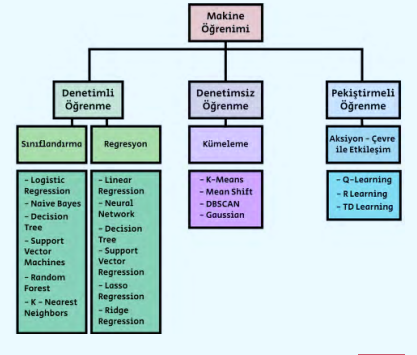 Makine
Öğrenimi
Denetimli
Öğrenme
Denetimsiz
Öğrenme
Pekiştirmeli
Öğrenme
Sınıflandırma
Regresyon
Kümeleme
Aksiyon - Çevre
ile Etkileşim
- Logistic
Regression
- Naive Bayes
- Decision
Tree
- Support
Vector
Machines
- Random
Forest
- K - Nearest
Neighbors
- Linear
Regression
- Neural
Network
- Decision
Tree
- Support
Vector
Regression
- Lasso
Regression
- Ridge
Regression
- K-Means
- Mean Shift
- DBSCAN
- Gaussian
- Q-Learning
- R Learning
- TD Learning